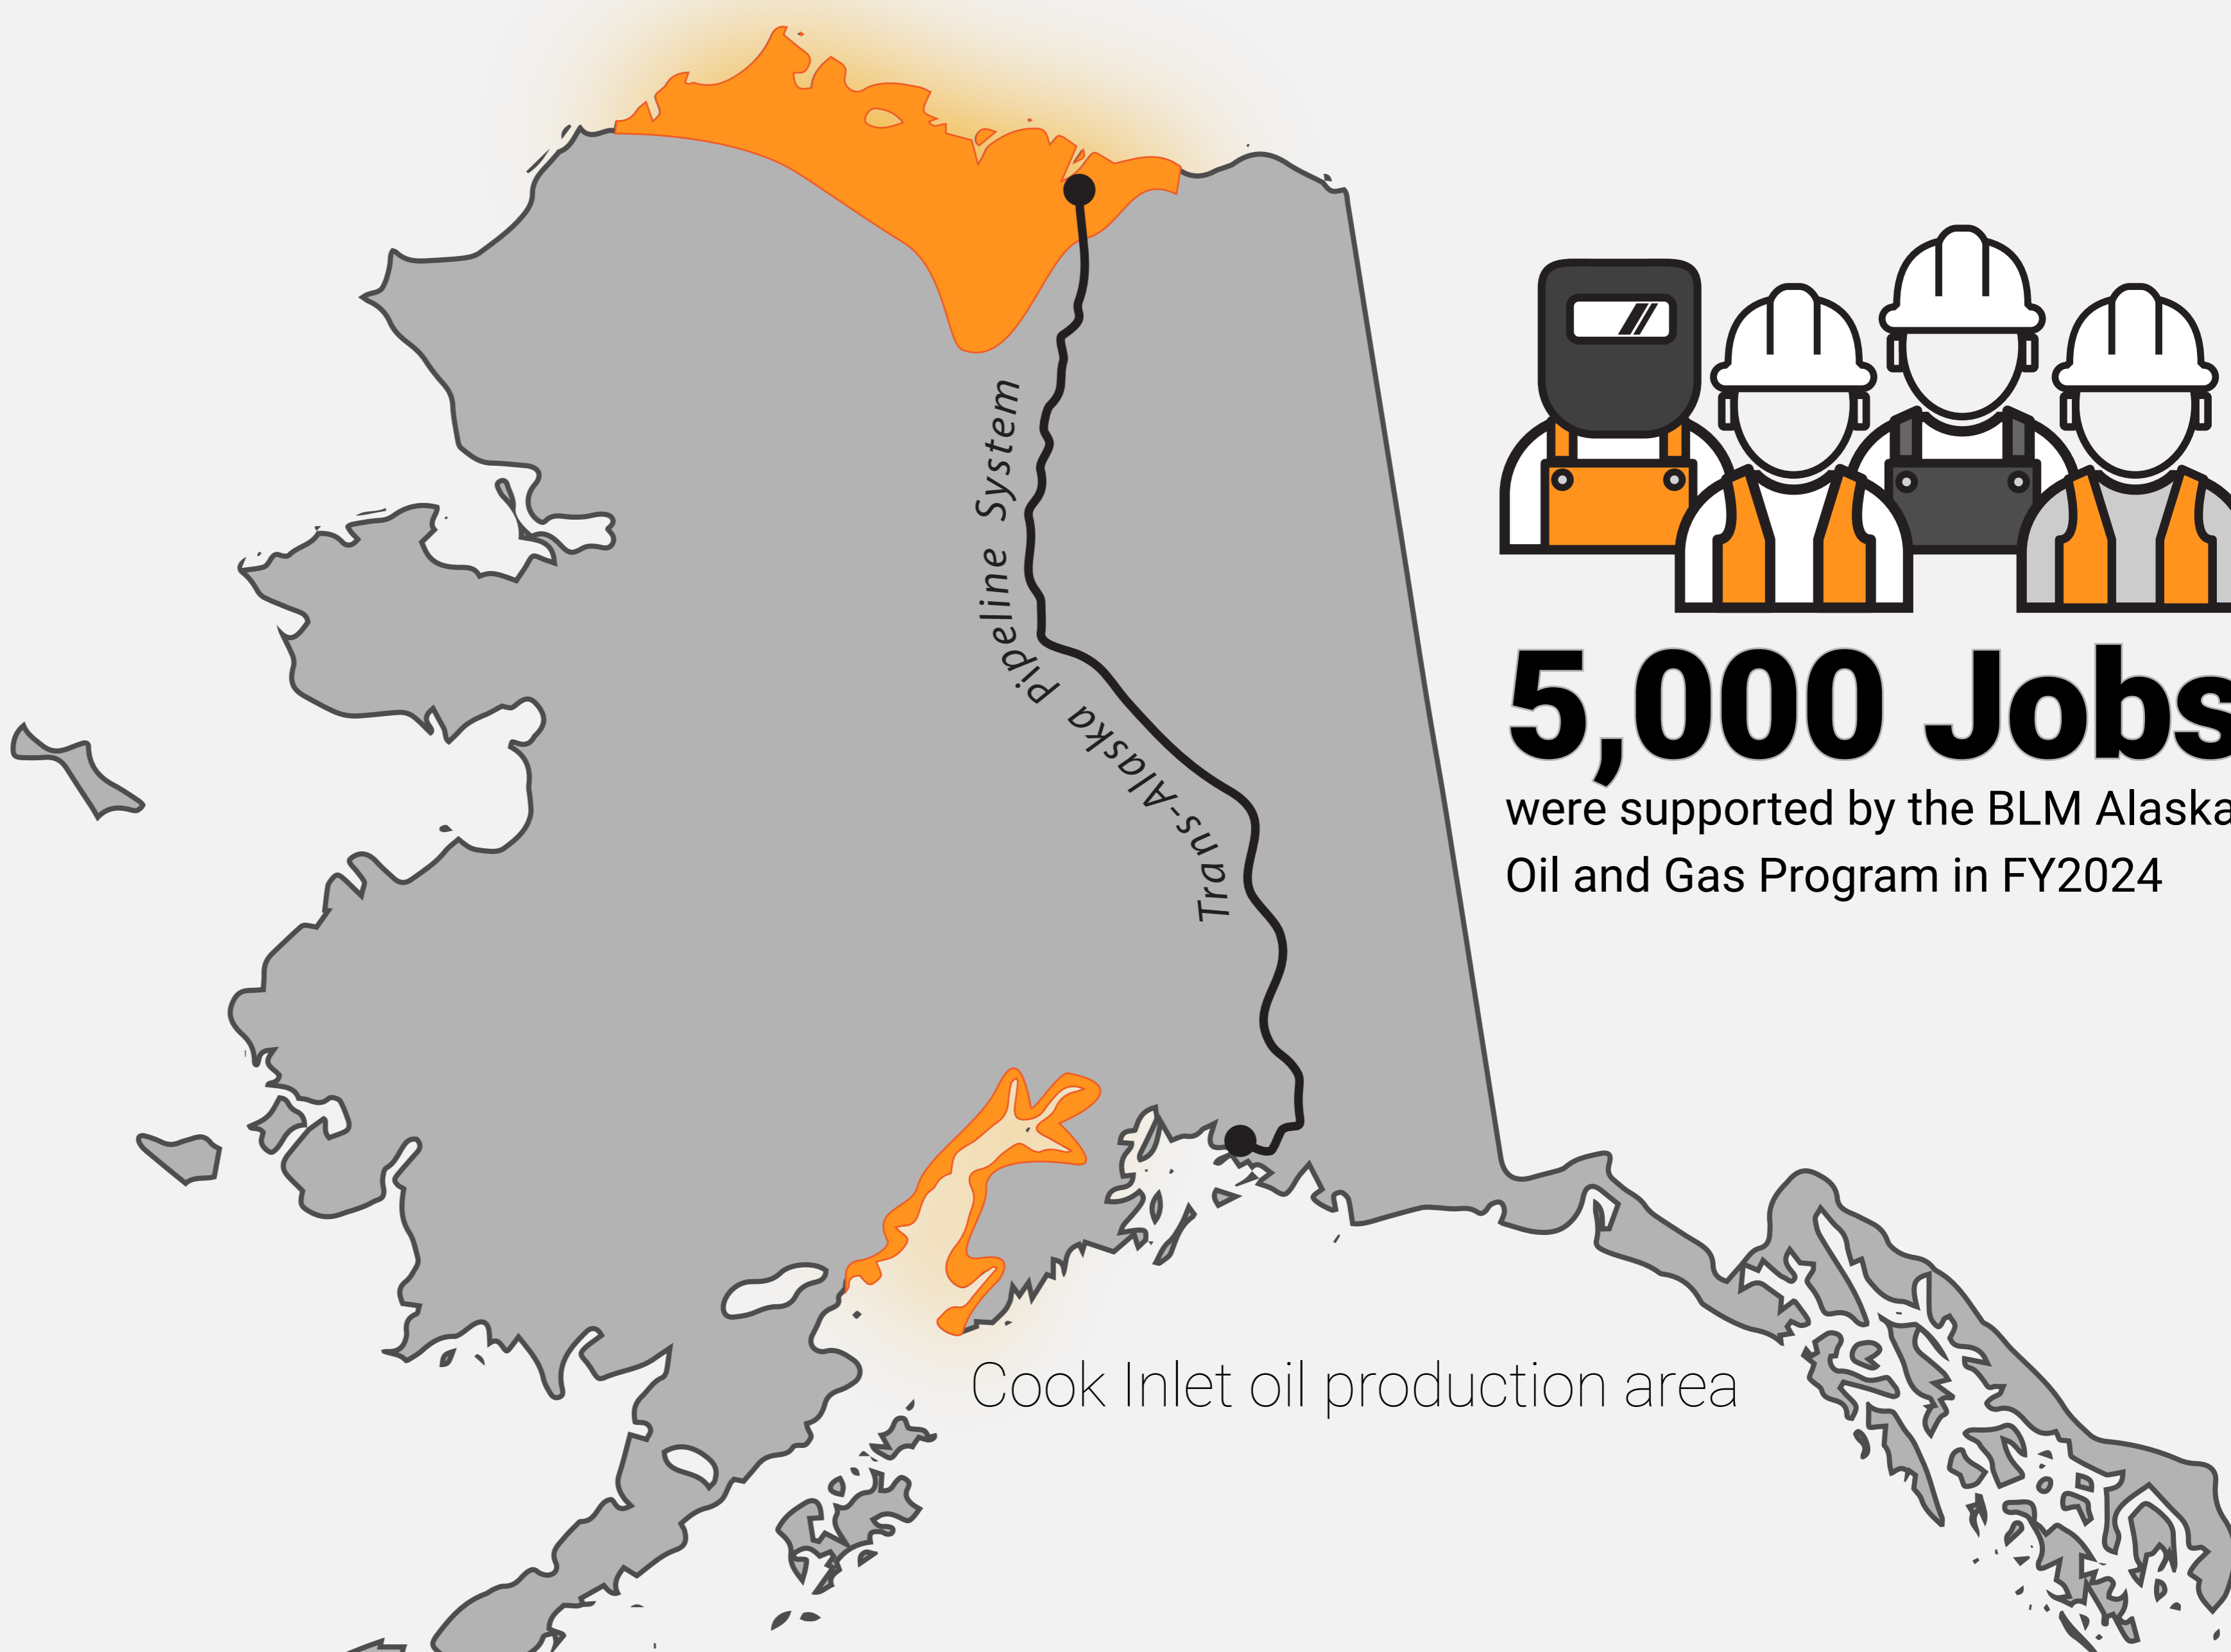 Trans-Alaska Pipeline System
5,000 Jobs
were supported by the BLM Alaska
Oil and Gas Program in FY2024
Cook Inlet oil production area